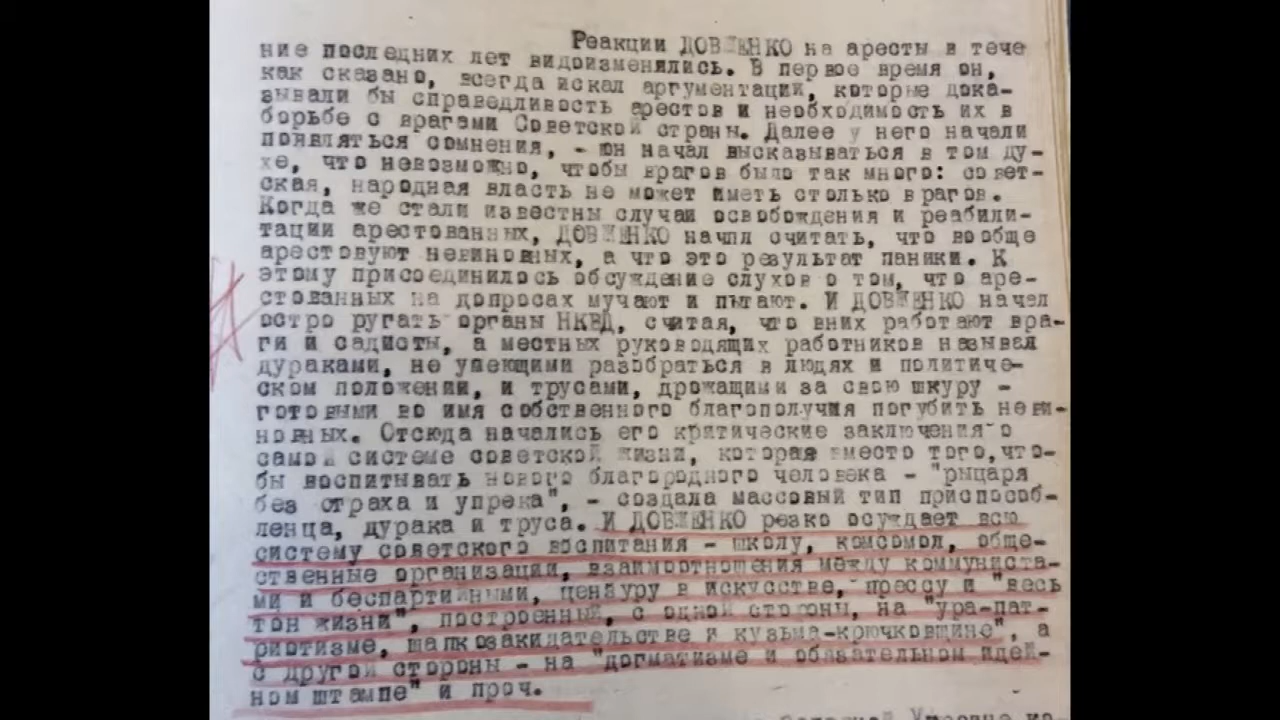 Реакции ДОВЖЕНКО на аресты в тече
ние последних лет видоизменялись. В первое время он,
как сказано, всегда искал аргументации, которые дока-
зывали бы справедливость арестов и необходимость их в
борьбе с врагами Советской страны. Далее у него начали
появляться сомнения, - он начал высказываться в том ду-
хе, что невозможно, чтобы врагов было так много: совет-
ская, народная власть не может иметь столько врагов.
Когда же стали известны случаи освобождения и реабили-
тации арестованных, ДОВЖЕНКО начпл считать, что вообще
арестовуют невиновных, а что это результат паники. К
этому присоединилось обсуждение слухов о том, что аре-
стованных на допросах мучают и пытают. И ДОВЖЕНКО начал
остро ругать органы НКВД, считая, что вних работают вра-
ги и садисты, а местных руководящих работников называл
дураками, не умеющими разобраться в людях и политиче-
ском положении, и трусами, дрожащими за свою шкуру -
готовыми во имя собственного благополучия погубить неви-
новных. Отсюда начались его критические заключения о
самой системе советской жизни, которая вместо того, что-
бы воспитывать нового благородного человека - "рыцаря
без страха и упрека", - создала массовый тип приспособ-
ленца, дурака и труса. И ДОВЖЕНКО резко осуждает всю
систему советского воспитания - школу, комсомол, обще-
ственные организации, взаимоотношения между коммуниста-
ми и беспартийными, цензуру в искусстве, прессу и "весь
тон жизни", построенный, с одной стороны, на "ура-пат-
риотизме, шапкозакидательстве и кузьма-крючковщине", а
с другой стороны - на "догматизме и обязательном идей-
ном штампе" и проч.